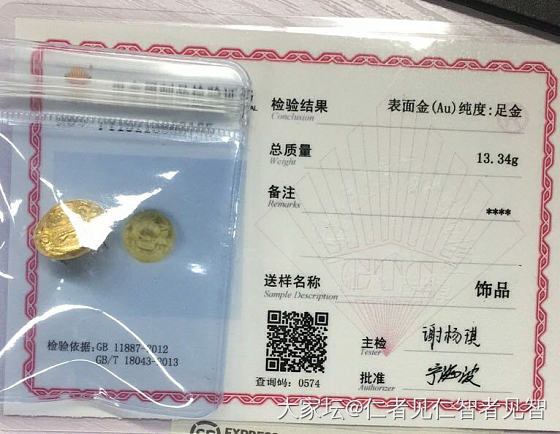 检验结果
Conclusion
表面金(Au)纯度:足金
总质量
Weight
13.34g
备注
Remarks
****
送样名称
Sample Description
饰品
GTC
检验依据:GB 11887-2012
GB/T 18043-2013
查询码: 0574
主检
Tester
谢杨琪
批准
Authorizer
EXPRESS
大家坛@仁者见仁智者见智